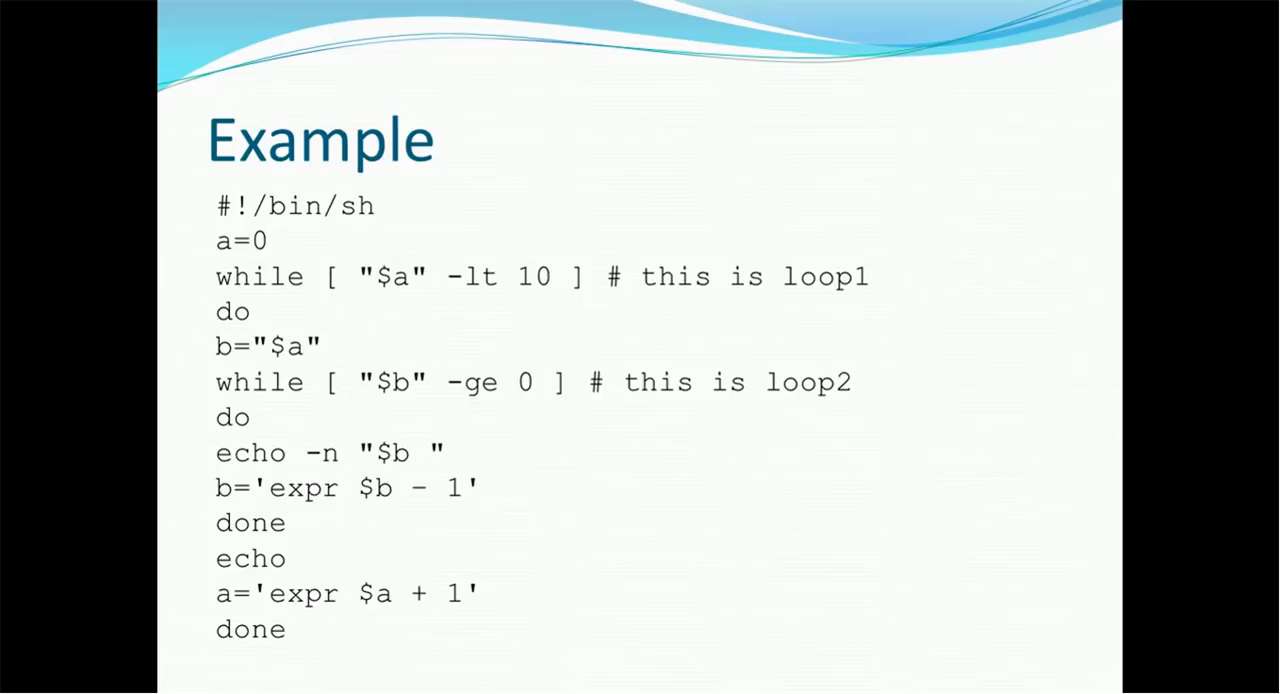 Example
#!/bin/sh
a=0
while [ "$a" -lt 10 ] # this is loop1
do
b="$a"
while [ "$b" -ge 0 ] # this is loop2
do
echo -n "$b "
b='expr $b – 1'
done
echo
a='expr $a + 1'
done